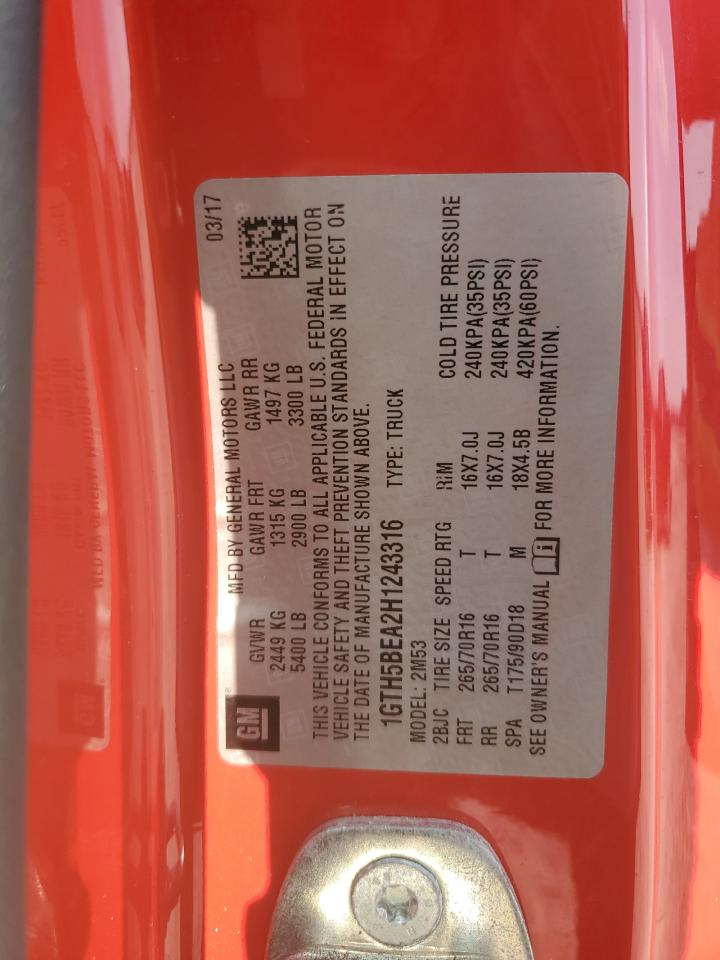 MFD BY GENERAL MOTORS LLC 03/17
GM
GVWR GAWR FRT GAWR RR
2449 KG 1315 KG 1497 KG
5400 LB 2900 LB 3300 LB
THIS VEHICLE CONFORMS TO ALL APPLICABLE U.S. FEDERAL MOTOR
VEHICLE SAFETY AND THEFT PREVENTION STANDARDS IN EFFECT ON
THE DATE OF MANUFACTURE SHOWN ABOVE.
1GTH5BEA2H1243316 TYPE: TRUCK
MODEL: 2M53
2BJC TIRE SIZE SPEED RTG RIM COLD TIRE PRESSURE
FRT 265/70R16 T 16X7.0J 240KPA(35PSI)
RR 265/70R16 T 16X7.0J 240KPA(35PSI)
SPA T175/90D18 M 18X4.5B 420KPA(60PSI)
SEE OWNER'S MANUAL FOR MORE INFORMATION.